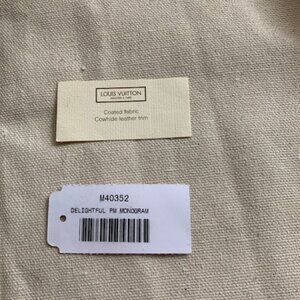 LOUIS VUITTON
Coated fabric
Cowhide leather trim
M40352
DELIGHTFUL PM MONOGRAM